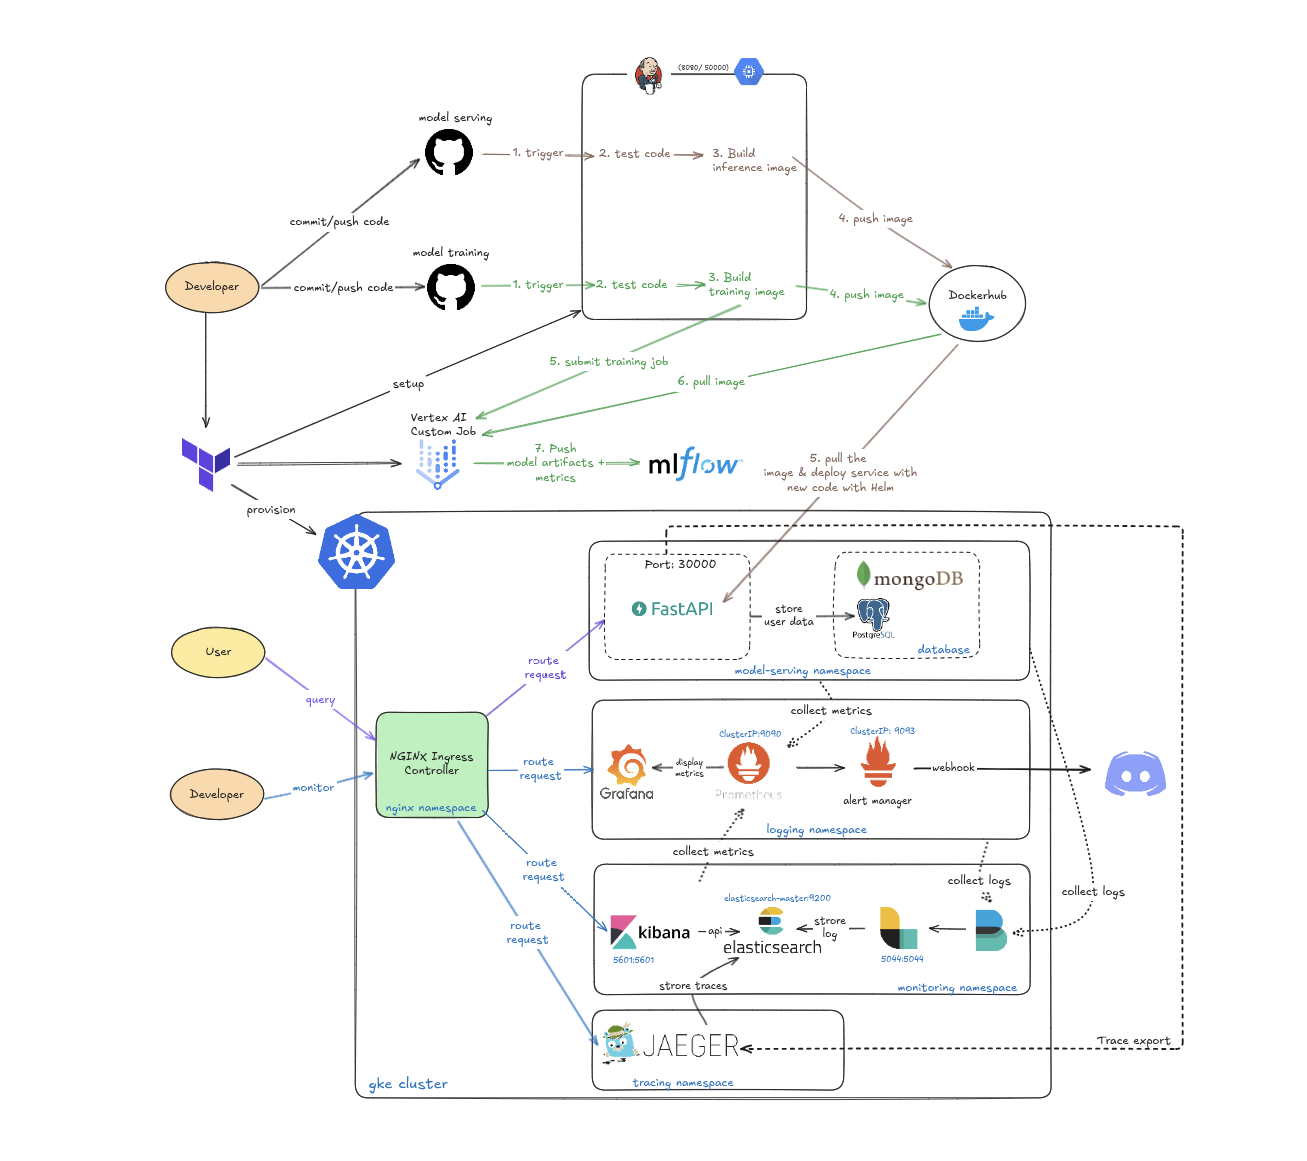 (8080/ 50000)
model serving
1. trigger
2. test code
3. Build
inference image
commit/push code
4. push image
model training
Developer
commit/push code
1. trigger
2. test code
3. Build
training image
4. push image
Dockerhub
5. submit training job
setup
6. pull image
Vertex AI
Custom Job
7. Push
model artifacts +
metrics
mlflow
5. pull the
image & deploy service with
new code with Helm
provision
Port: 30000
FastAPI
mongoDB
store
user data
PostgreSQL
database
model-serving namespace
User
query
route
request
collect metrics
ClusterIP:9090
ClusterIP: 9093
NGINX Ingress
Controller
nginx namespace
route
request
Grafana
display
metrics
Prometheus
alert manager
webhook
logging namespace
Developer
monitor
collect metrics
route
request
collect logs
collect logs
elasticsearch-master:9200
kibana
api
elasticsearch
strore
log
5601:5601
5044:5044
route
request
strore traces
monitoring namespace
JAEGER
Trace export
tracing namespace
gke cluster